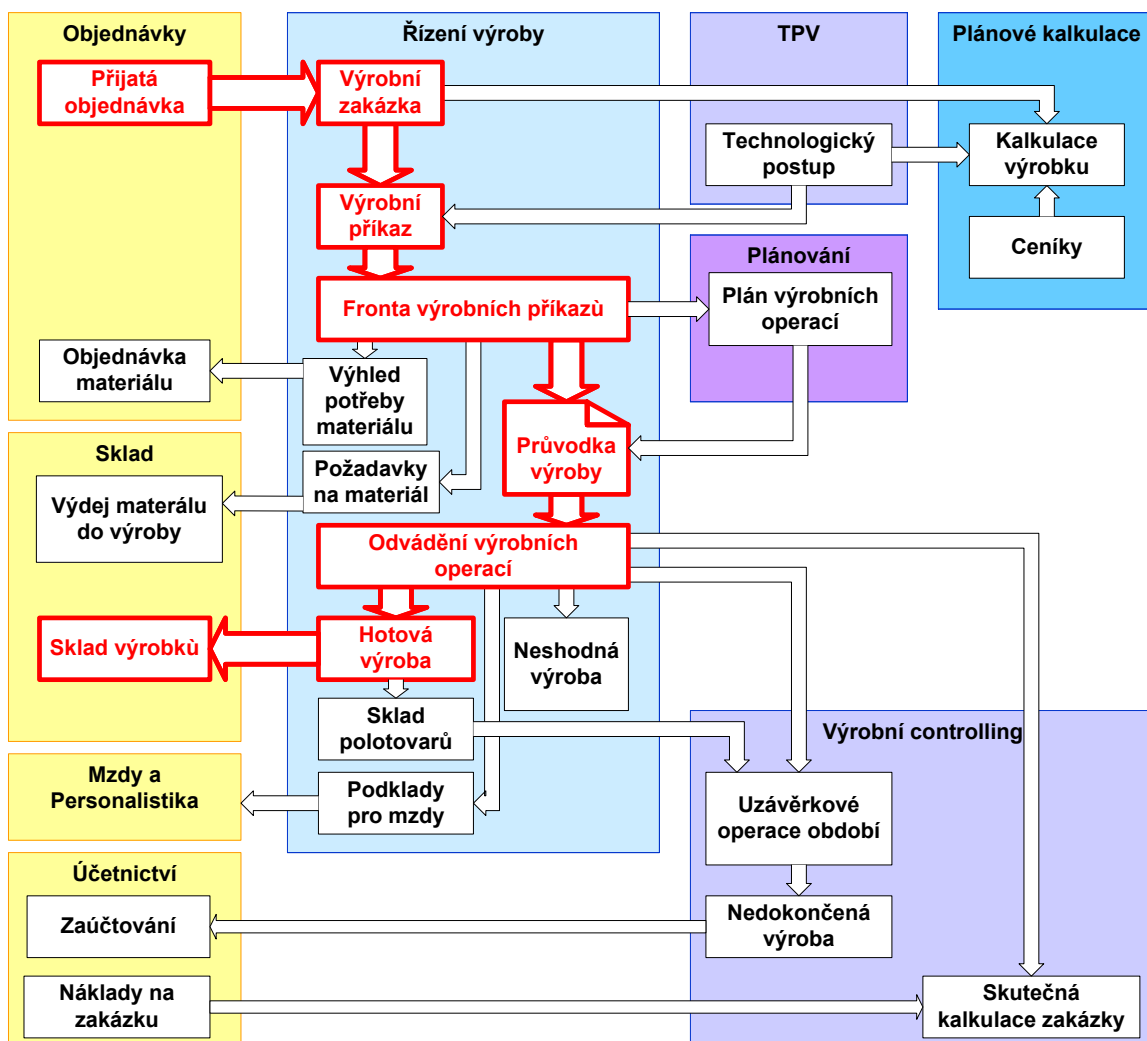 Objednávky
Řízení výroby
TPV
Plánové kalkulace
Přijatá
objednávka
Výrobní
zakázka
Technologický
postup
Kalkulace
výrobku
Výrobní
příkaz
Ceníky
Plánování
Fronta výrobních příkazů
Plán výrobních
operací
Objednávka
materiálu
Výhled
potřeby
materiálu
Průvodka
výroby
Sklad
Požadavky
na materiál
Výdej materálu
do výroby
Odvádění výrobních
operací
Sklad výrobků
Hotová
výroba
Neshodná
výroba
Sklad
polotovarů
Výrobní controlling
Mzdy a
Personalistika
Podklady
pro mzdy
Uzávěrkové
operace období
Účetnictví
Zaúčtování
Nedokončená
výroba
Náklady na
zakázku
Skutečná
kalkulace zakázky